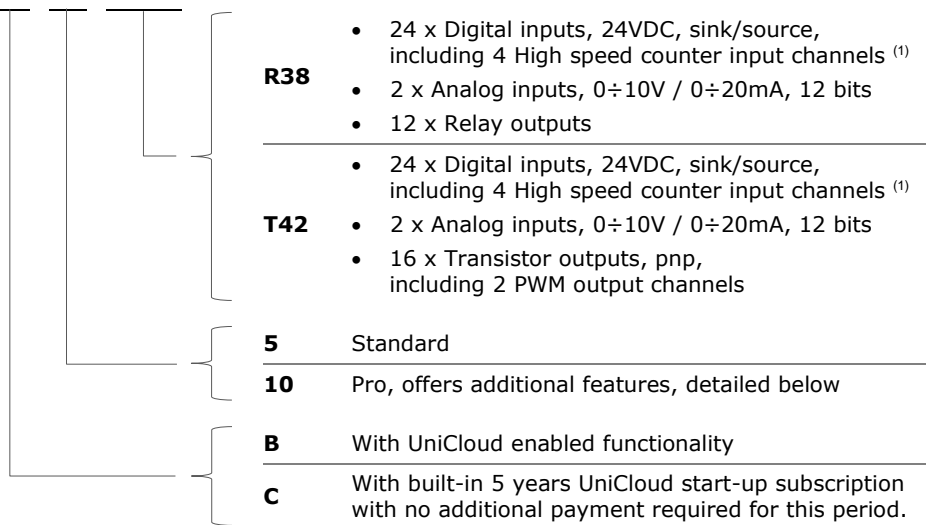 R38
• 24 x Digital inputs, 24VDC, sink/source,
including 4 High speed counter input channels (1)
• 2 x Analog inputs, 0÷10V / 0÷20mA, 12 bits
• 12 x Relay outputs
T42
• 24 x Digital inputs, 24VDC, sink/source,
including 4 High speed counter input channels (1)
• 2 x Analog inputs, 0÷10V / 0÷20mA, 12 bits
• 16 x Transistor outputs, pnp,
including 2 PWM output channels
5 Standard
10 Pro, offers additional features, detailed below
B With UniCloud enabled functionality
C With built-in 5 years UniCloud start-up subscription
with no additional payment required for this period.